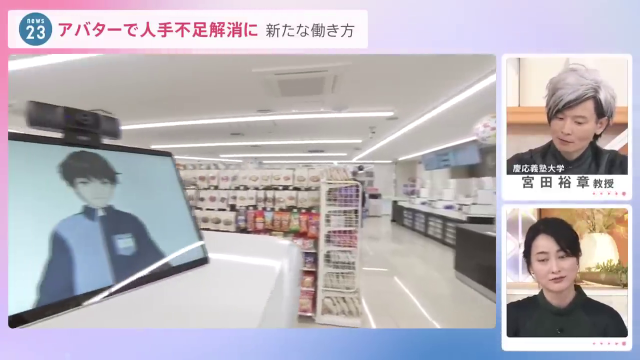 news
23
アバターで人手不足解消に 新たな働き方
慶応義塾大学
宮田裕章教授